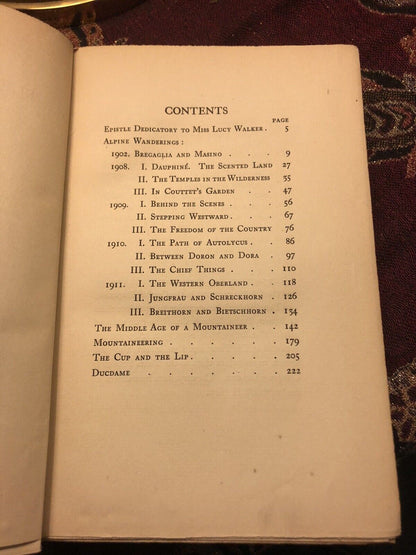 CONTENTS
PAGE
Epistle Dedicatory to Miss Lucy Walker . 5
Alpine Wanderings :
1902. Bregaglia and Masino . . . 9
1908. I. Dauphiné. The Scented Land . 27
II. The Temples in the Wilderness 35
III. In Couttet's Garden . . . 47
1909. I. Behind the Scenes . . . 56
II. Stepping Westward . . . 67
III. The Freedom of the Country 76
1910. I. The Path of Autolycus . . 86
II. Between Doron and Dora . 97
III. The Chief Things . . . 110
1911. I. The Western Oberland . . 118
II. Jungfrau and Schreckhorn . 126
III. Breithorn and Bietschhorn . 134
The Middle Age of a Mountaineer . . 142
Mountaineering . . . . . . 179
The Cup and the Lip . . . . . 205
Ducdame . . . . . . 222